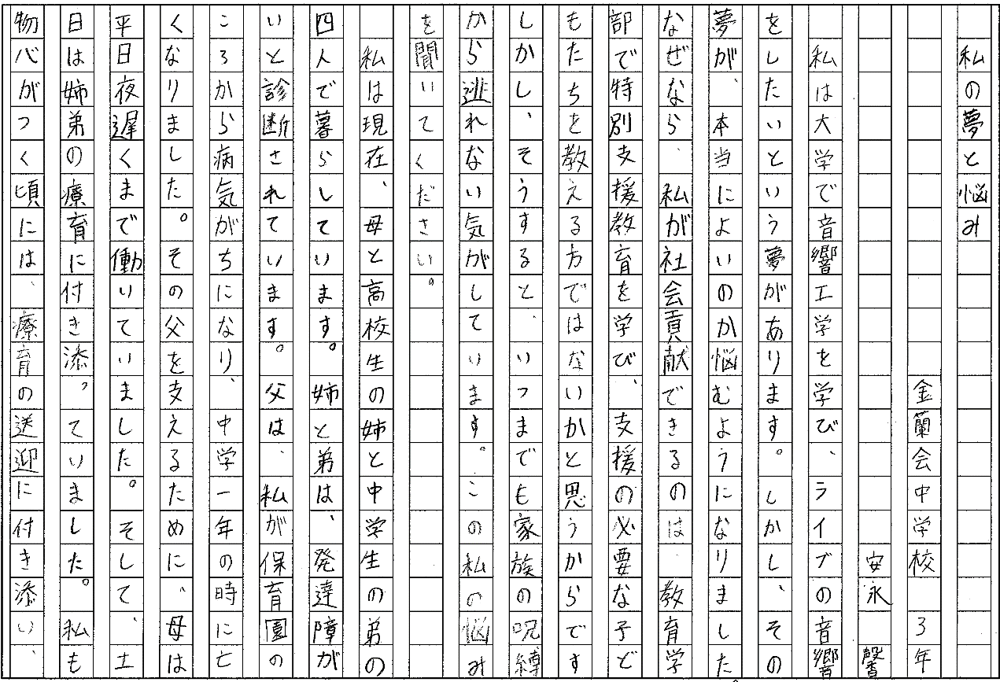 私の夢と悩み
金蘭会中学校　3年
安永　馨
私は大学で音響工学を学び、ライブの音響
をしたいという夢があります。しかし、その
夢が、本当によいのか悩むようになりました。
なぜなら、私が社会貢献できるのは、教育学
部で特別支援教育を学び、支援の必要な子ど
もたちを教える方ではないかと思うからです
しかし、そうすると、いつまでも家族の呪縛
から逃れない気がしています。この私の悩み
を聞いてください。
私は現在、母と高校生の姉と中学生の弟の
四人で暮らしています。姉と弟は、発達障が
いと診断されています。父は、私が保育園の
ころから病気がちになり、中学一年の時に亡
くなりました。その父を支えるために、母は
平日夜遅くまで働いていました。そして、土
日は姉弟の療育に付き添っていました。私も
物心がつく頃には、療育の送迎に付き添い、